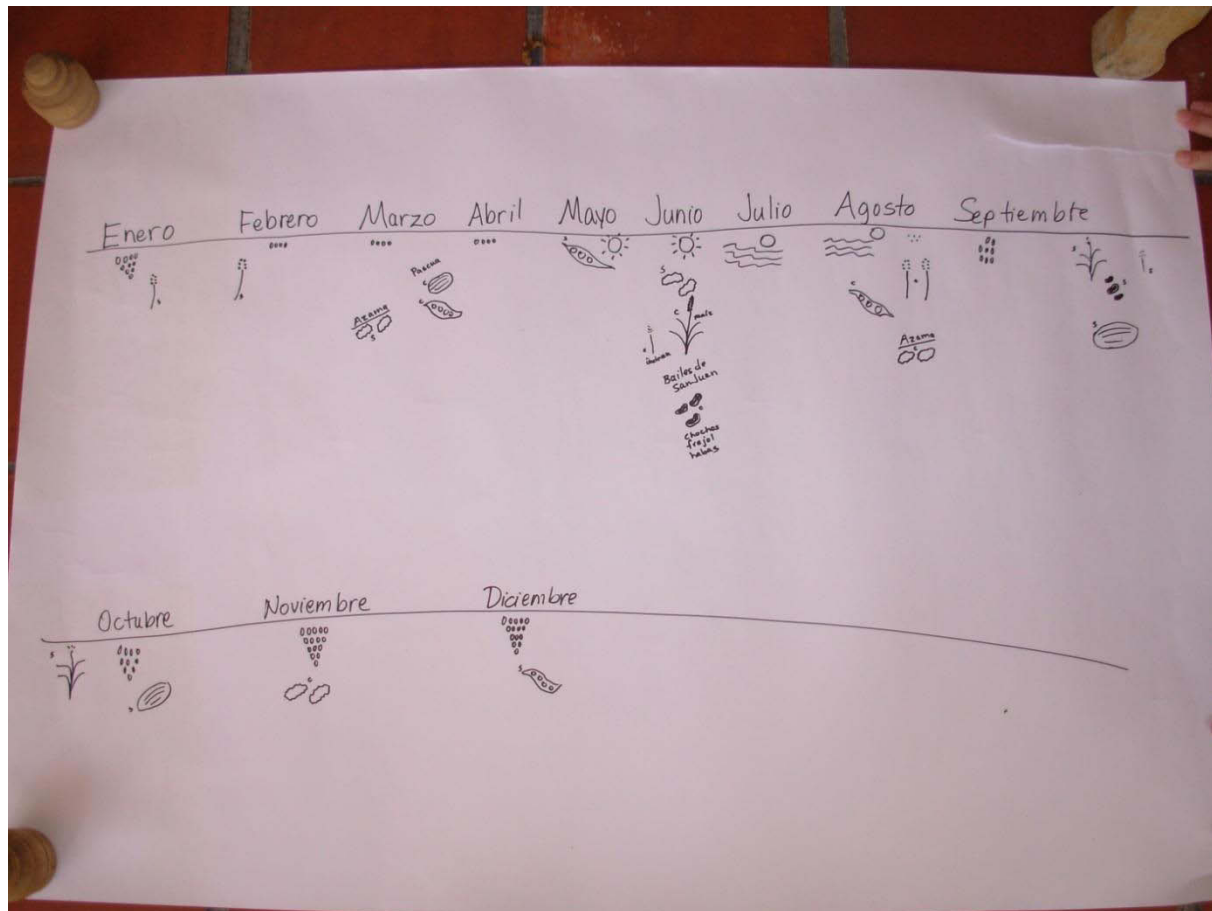 Enero Febrero Marzo Abril Mayo Junio Julio Agosto Septiembre
Pascua
c
c
Azama
s
s
s
c
s
c maíz
Bailes de
San Juan
c
chochos
frejol
habas
c
Azama
c
s
s
s
s
Octubre Noviembre Diciembre
s
s
c
s